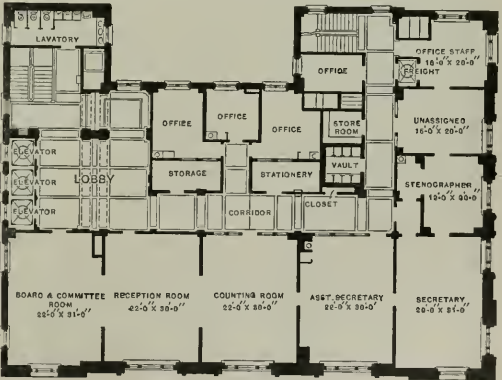 LAVATORY
OFFICE STAFF
16'-0" X 20'-0"
OFFICE
FREIGHT
OFFICE
OFFICE
OFFICE
STORE
ROOM
UNASSIGNED
16'-0" X 20'-0"
ELEVATOR
ELEVATOR
ELEVATOR
LOBBY
STORAGE
STATIONERY
VAULT
STENOGRAPHER
CORRIDOR
CLOSET
BOARD & COMMITTEE
ROOM
22'-0" X 31'-0"
RECEPTION ROOM
22'-0" X 30'-0"
COUNTING ROOM
22'-0" X 30'-0"
ASST. SECRETARY
22'-0" X 30'-0"
SECRETARY
20'-0" X 31'-0"